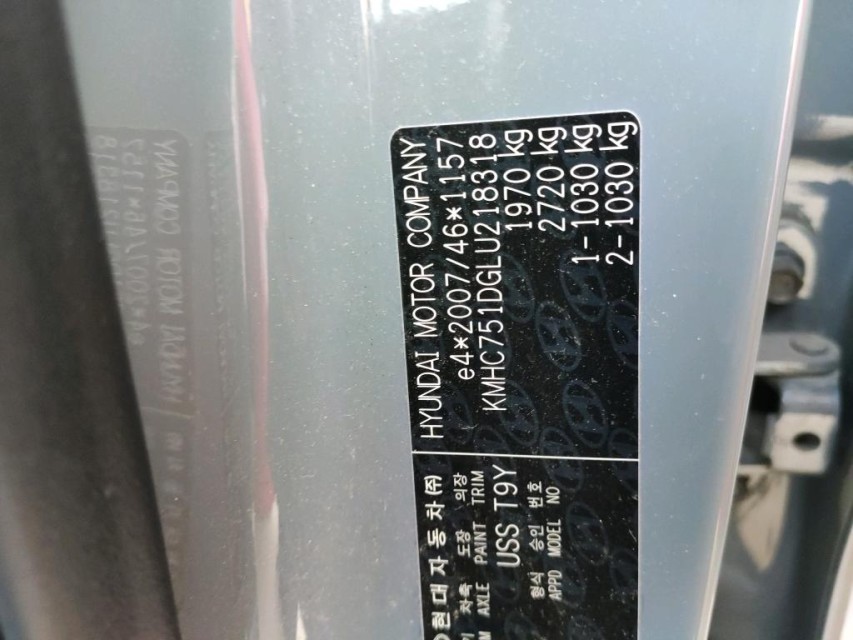 HYUNDAI MOTOR COMPANY
e4*2007/46*1157
KMHC751DGLU218318
1970 kg
2720 kg
1- 1030 kg
2- 1030 kg
현대자동차㈜
차축 도장 의장
AXLE PAINT TRIM
USS T9Y
형식 승인 번호
APPD MODEL NO